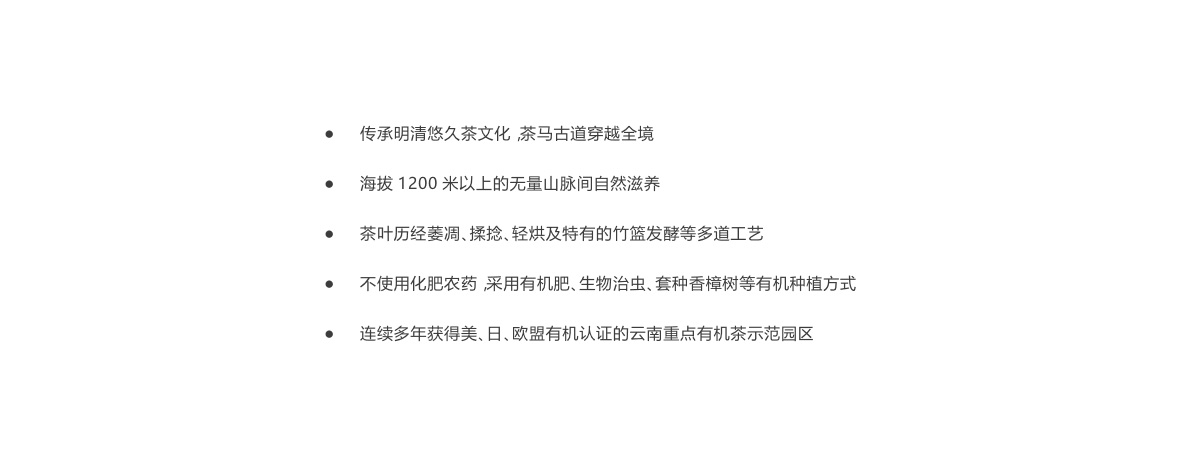 ● 传承明清悠久茶文化，茶马古道穿越全境
● 海拔 1200 米以上的无量山脉间自然滋养
● 茶叶历经萎凋、揉捻、轻烘及特有的竹篮发酵等多道工艺
● 不使用化肥农药，采用有机肥、生物治虫、套种香樟树等有机种植方式
● 连续多年获得美、日、欧盟有机认证的云南重点有机茶示范园区